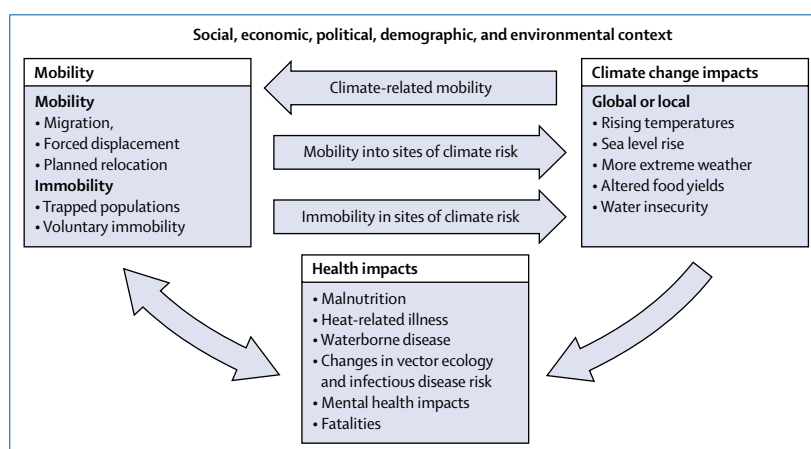 Social, economic, political, demographic, and environmental context
Mobility
Mobility
• Migration,
• Forced displacement
• Planned relocation
Immobility
• Trapped populations
• Voluntary immobility
Climate-related mobility
Mobility into sites of climate risk
Immobility in sites of climate risk
Climate change impacts
Global or local
• Rising temperatures
• Sea level rise
• More extreme weather
• Altered food yields
• Water insecurity
Health impacts
• Malnutrition
• Heat-related illness
• Waterborne disease
• Changes in vector ecology
and infectious disease risk
• Mental health impacts
• Fatalities